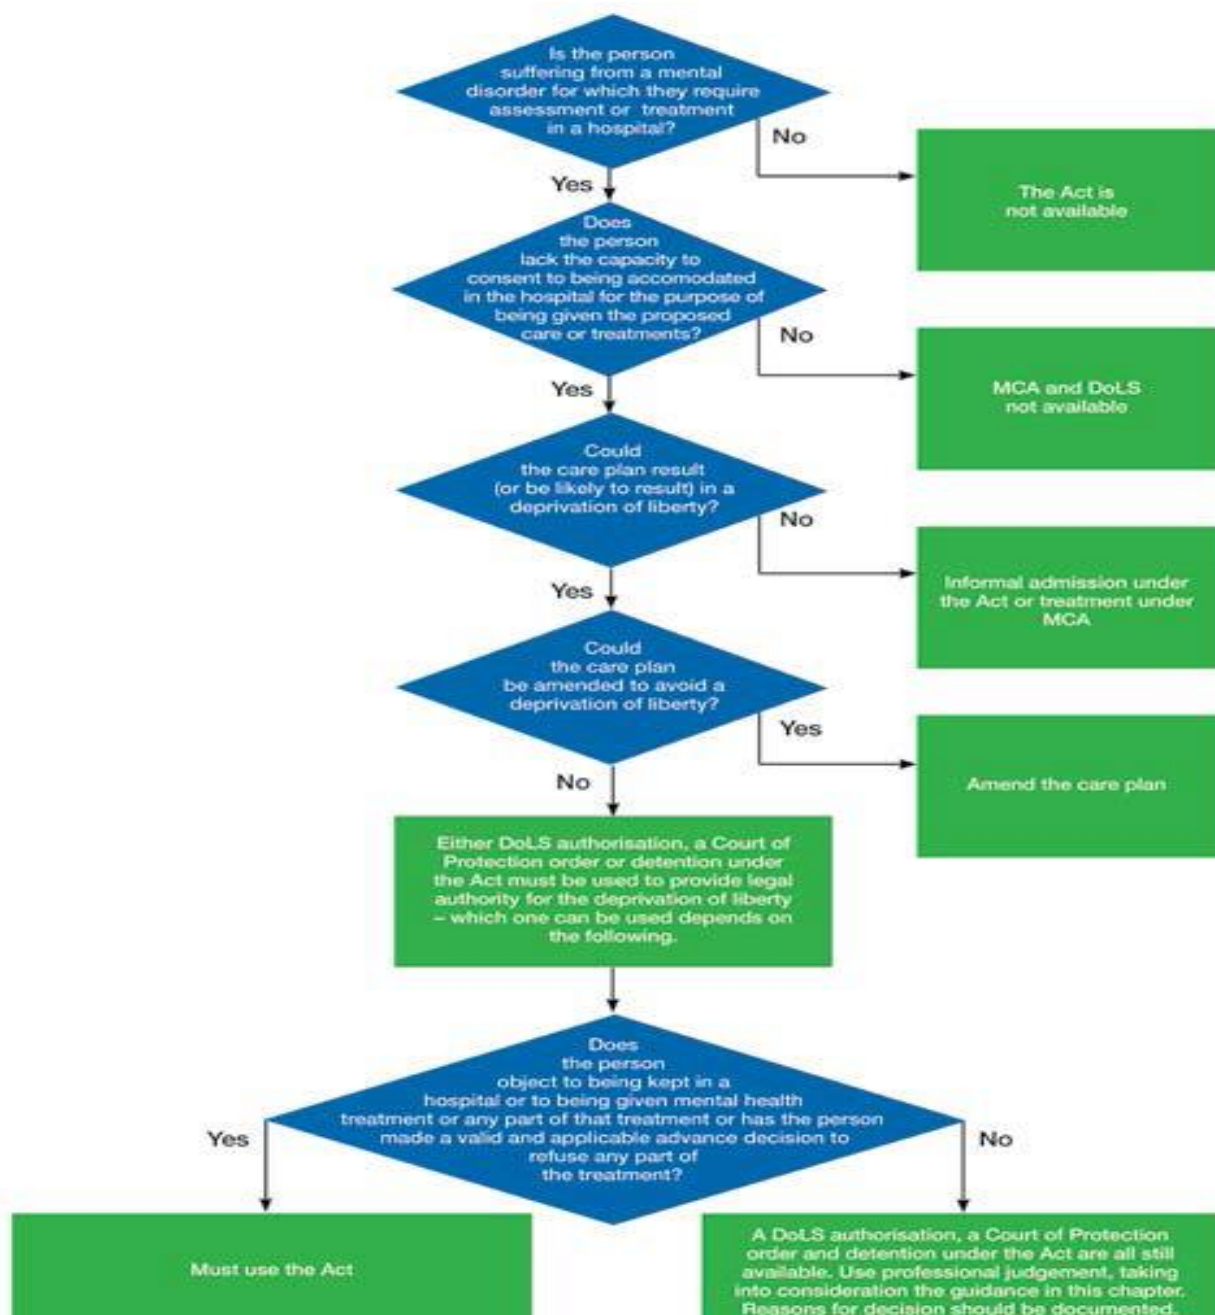 Is the person
suffering from a mental
disorder for which they require
assessment or treatment
in a hospital?
No
The Act is
not available
Yes
Does
the person
lack the capacity to
consent to being accomodated
in the hospital for the purpose of
being given the proposed
care or treatments?
No
MCA and DoLS
not available
Yes
Could
the care plan result
(or be likely to result) in a
deprivation of liberty?
No
Informal admission under
the Act or treatment under
MCA
Yes
Could
the care plan
be amended to avoid a
deprivation of liberty?
Yes
Amend the care plan
No
Either DoLS authorisation, a Court of
Protection order or detention under
the Act must be used to provide legal
authority for the deprivation of liberty
– which one can be used depends on
the following.
Does
the person
object to being kept in a
hospital or to being given mental health
treatment or any part of that treatment or has the person
made a valid and applicable advance decision to
refuse any part of
the treatment?
Yes
No
Must use the Act
A DoLS authorisation, a Court of Protection
order and detention under the Act are all still
available. Use professional judgement, taking
into consideration the guidance in this chapter.
Reasons for decision should be documented.